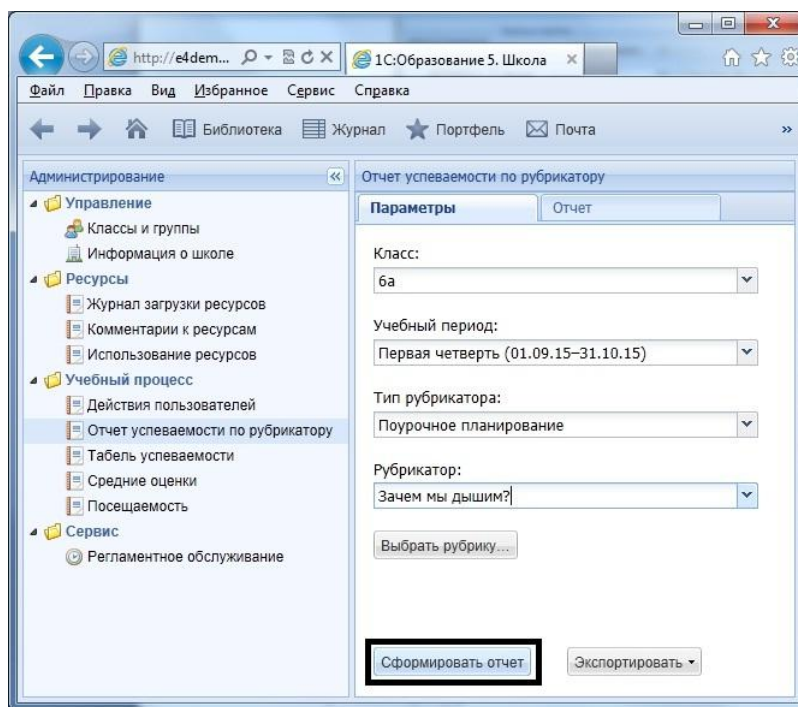 http://e4dem...
1С:Образование 5. Школа
Файл Правка Вид Избранное Сервис Справка
Библиотека Журнал Портфель Почта »
Администрирование
Управление
Классы и группы
Информация о школе
Ресурсы
Журнал загрузки ресурсов
Комментарии к ресурсам
Использование ресурсов
Учебный процесс
Действия пользователей
Отчет успеваемости по рубрикатору
Табель успеваемости
Средние оценки
Посещаемость
Сервис
Регламентное обслуживание
Отчет успеваемости по рубрикатору
Параметры Отчет
Класс:
6а
Учебный период:
Первая четверть (01.09.15–31.10.15)
Тип рубрикатора:
Поурочное планирование
Рубрикатор:
Зачем мы дышим?
Выбрать рубрику...
Сформировать отчет Экспортировать